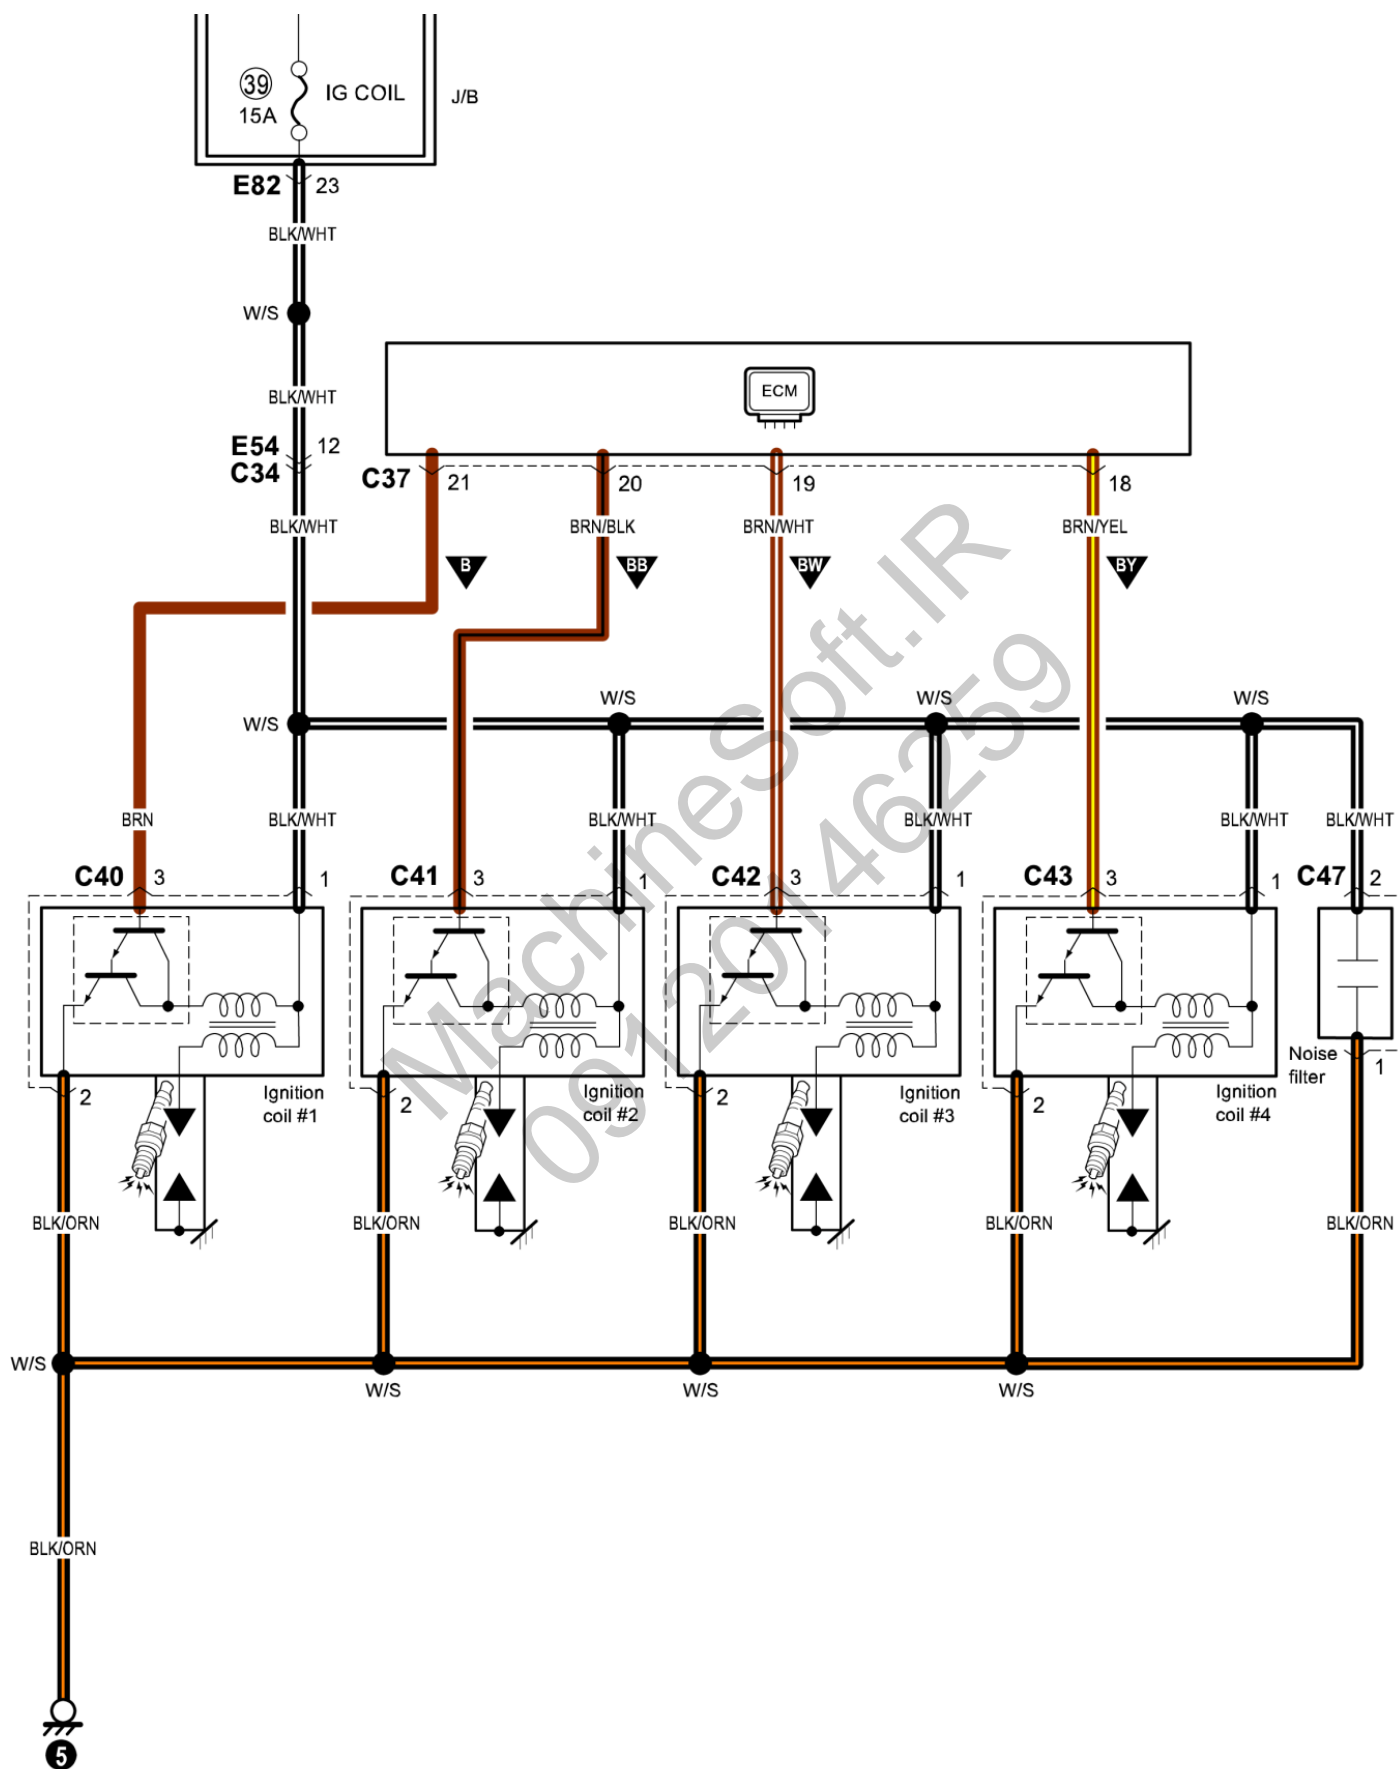 39
15A
IG COIL
J/B
E82 23
BLK/WHT
W/S
BLK/WHT
E54 12
C34
ECM
C37 21 20 19 18
BLK/WHT BRN/BLK BRN/WHT BRN/YEL
B BB BW BY
W/S W/S W/S
W/S
BRN BLK/WHT BLK/WHT BLK/WHT BLK/WHT BLK/WHT
C40 3 1 C41 3 1 C42 3 1 C43 3 1 C47 2
Noise
filter 1
2 Ignition
coil #1
2 Ignition
coil #2
2 Ignition
coil #3
2 Ignition
coil #4
BLK/ORN BLK/ORN BLK/ORN BLK/ORN BLK/ORN
W/S
W/S W/S W/S
BLK/ORN
5
MachineSoft.IR
09120146259